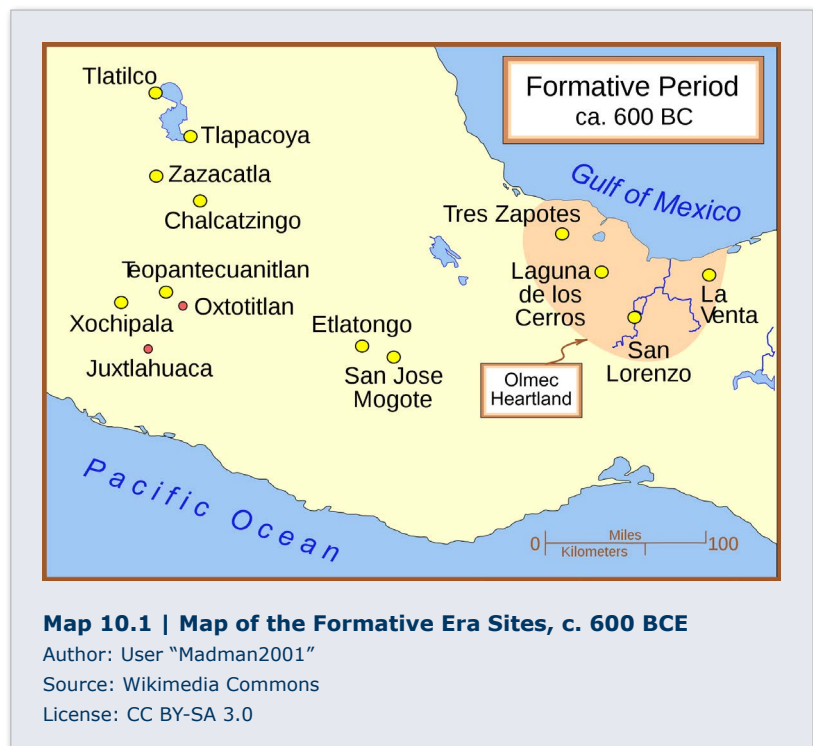 Formative Period
ca. 600 BC
Tlatilco
Tlapacoya
Zazacatla
Chalcatzingo
Gulf of Mexico
Tres Zapotes
Laguna
de los
Cerros
La
Venta
San
Lorenzo
Teopantecuanitlan
Oxtotitlan
Xochipala
Juxtlahuaca
Etlatongo
San Jose
Mogote
Olmec
Heartland
Pacific Ocean
0 Miles 100
Kilometers
Map 10.1 | Map of the Formative Era Sites, c. 600 BCE
Author: User “Madman2001”
Source: Wikimedia Commons
License: CC BY-SA 3.0